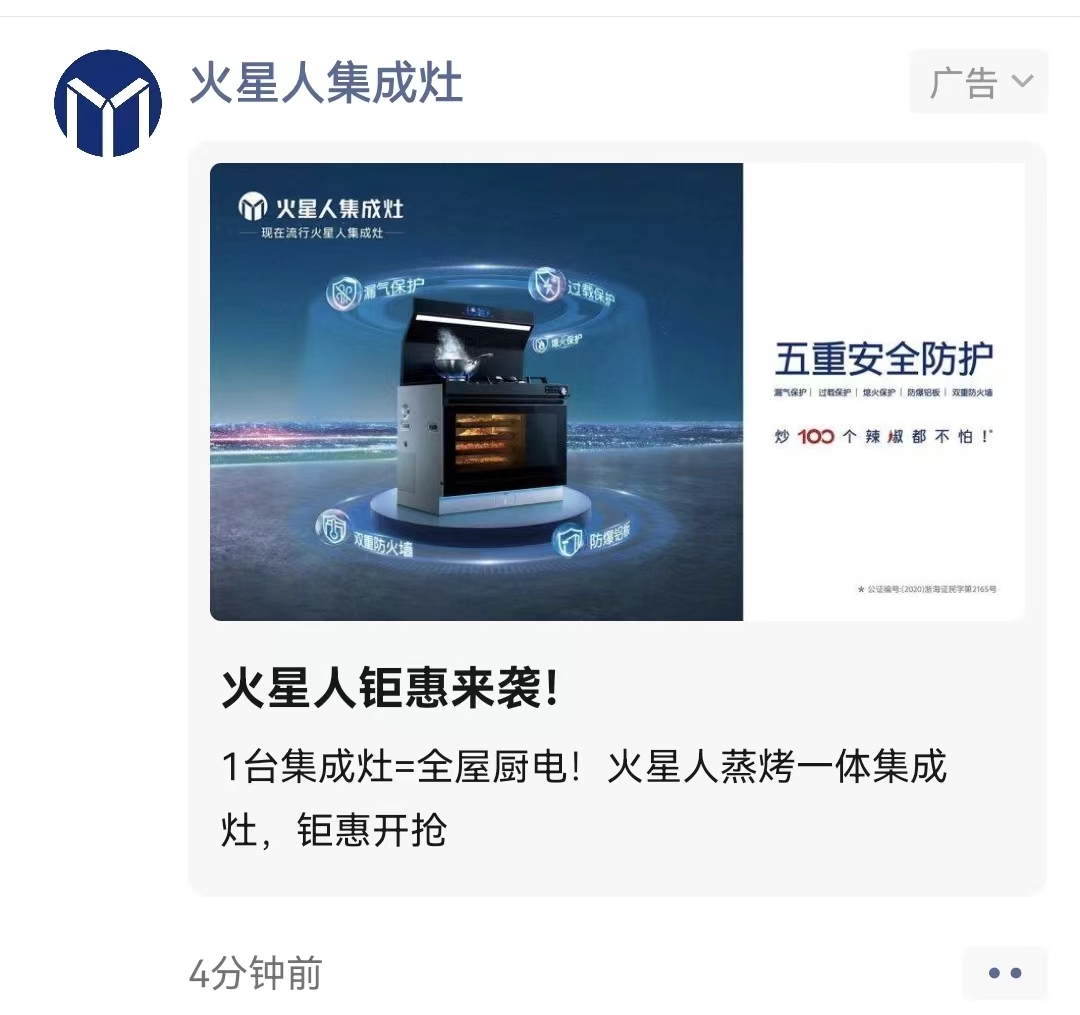 火星人集成灶
广告
火星人集成灶
现在流行火星人集成灶
漏气保护
过载保护
熄火保护
双重防火墙
防爆铝板
五重安全防护
漏气保护 | 过载保护 | 熄火保护 | 防爆铝板 | 双重防火墙
炒100个辣椒都不怕！*
★ 公证编号:(2020)浙海证民字第2165号
火星人钜惠来袭！
1台集成灶=全屋厨电！火星人蒸烤一体集成
灶，钜惠开抢
4分钟前